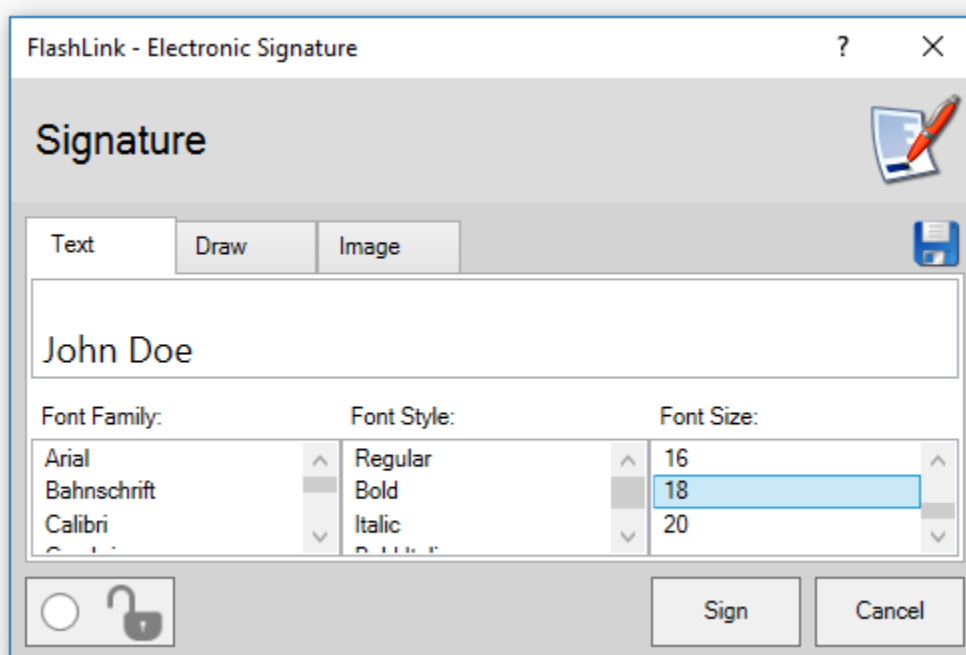 FlashLink - Electronic Signature ?
Signature
Text Draw Image
John Doe
Font Family: Font Style: Font Size:
Arial Regular 16
Bahnschrift Bold 18
Calibri Italic 20
Sign Cancel